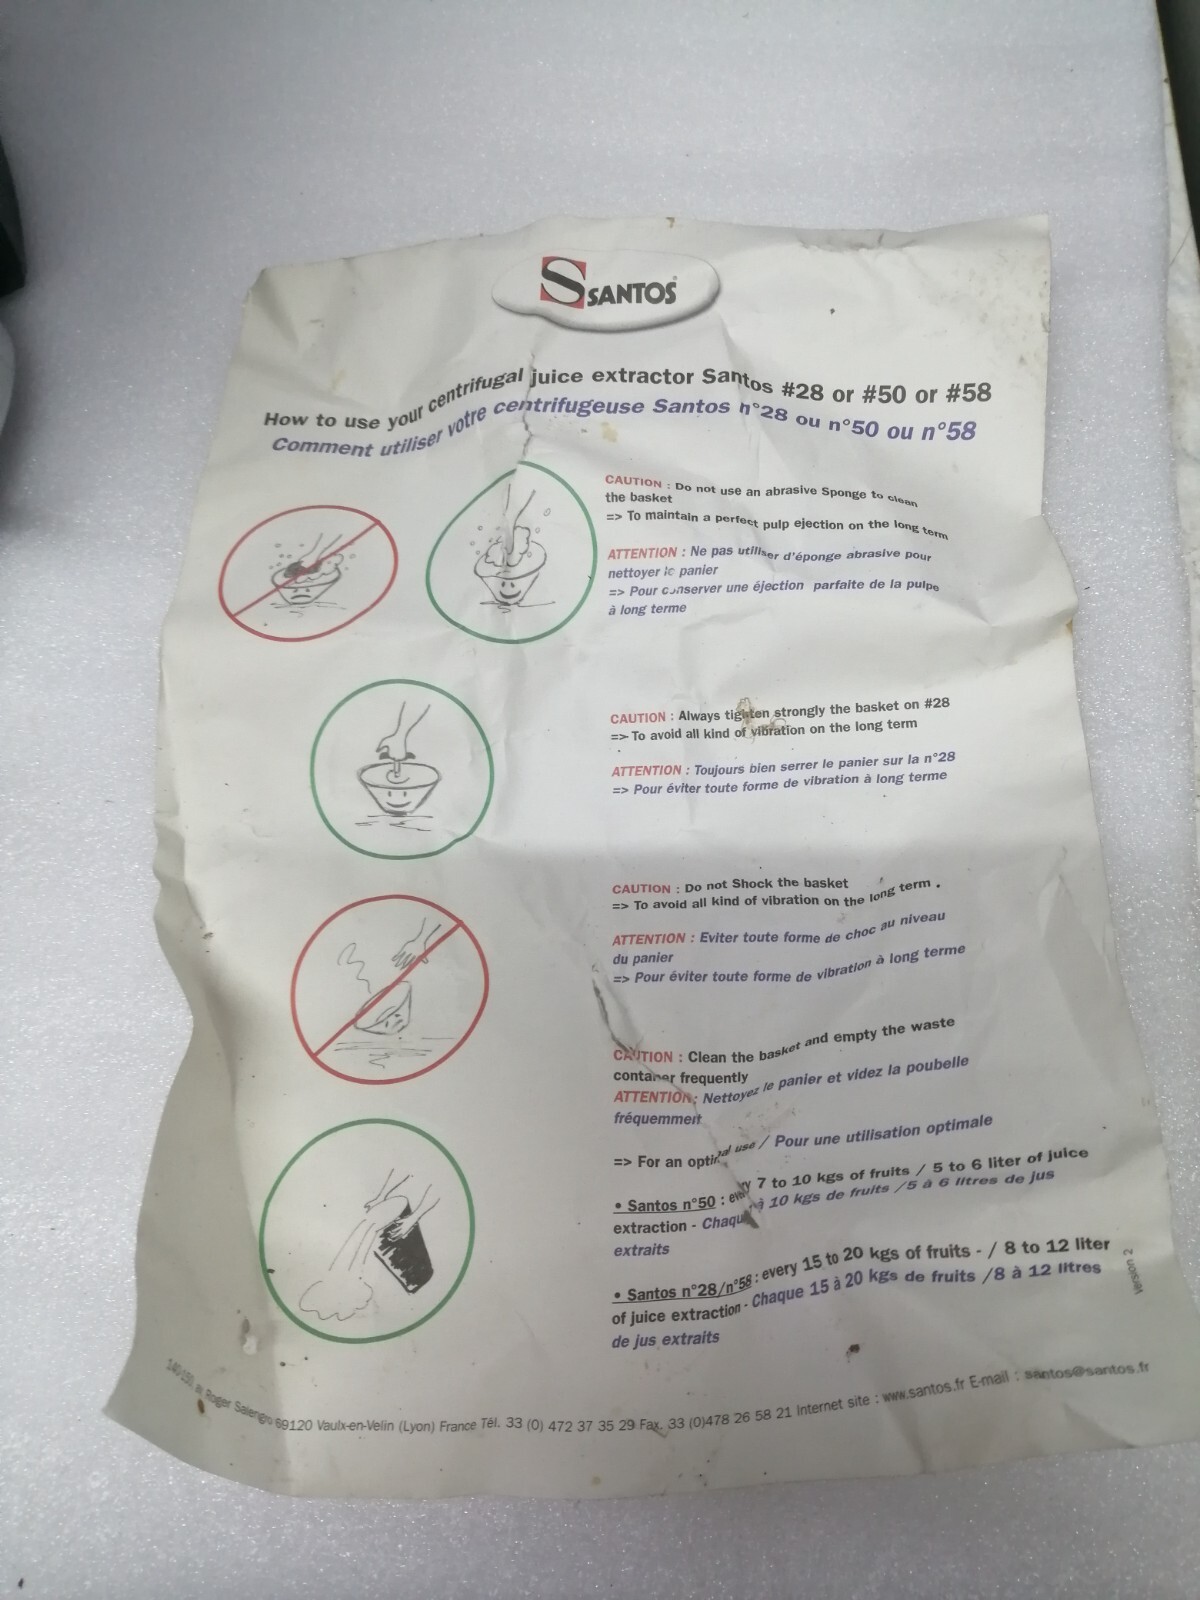 S SANTOS®
How to use your centrifugal juice extractor Santos #28 or #50 or #58
Comment utiliser votre centrifugeuse Santos n°28 ou n°50 ou n°58
CAUTION : Do not use an abrasive Sponge to clean
the basket
=> To maintain a perfect pulp ejection on the long term
ATTENTION : Ne pas utiliser d'éponge abrasive pour
nettoyer le panier
=> Pour conserver une éjection parfaite de la pulpe
à long terme
CAUTION : Always tighten strongly the basket on #28
=> To avoid all kind of vibration on the long term
ATTENTION : Toujours bien serrer le panier sur la n°28
=> Pour éviter toute forme de vibration à long terme
CAUTION : Do not Shock the basket
=> To avoid all kind of vibration on the long term .
ATTENTION : Eviter toute forme de choc au niveau
du panier
=> Pour éviter toute forme de vibration à long terme
CAUTION : Clean the basket and empty the waste
container frequently
ATTENTION: Nettoyez le panier et videz la poubelle
fréquemment
=> For an optimal use / Pour une utilisation optimale
• Santos n°50 : every 7 to 10 kgs of fruits / 5 to 6 liter of juice
extraction - Chaque à 10 kgs de fruits /5 à 6 litres de jus
extraits
• Santos n°28/n°58 : every 15 to 20 kgs of fruits - / 8 to 12 liter
of juice extraction - Chaque 15 à 20 kgs de fruits /8 à 12 litres
de jus extraits
Version 2
140-150, Roger Salengro 69120 Vaulx-en-Velin (Lyon) France Tél. 33 (0) 472 37 35 29 Fax. 33 (0)478 26 58 21 Internet site : www.santos.fr E-mail : santos@santos.fr